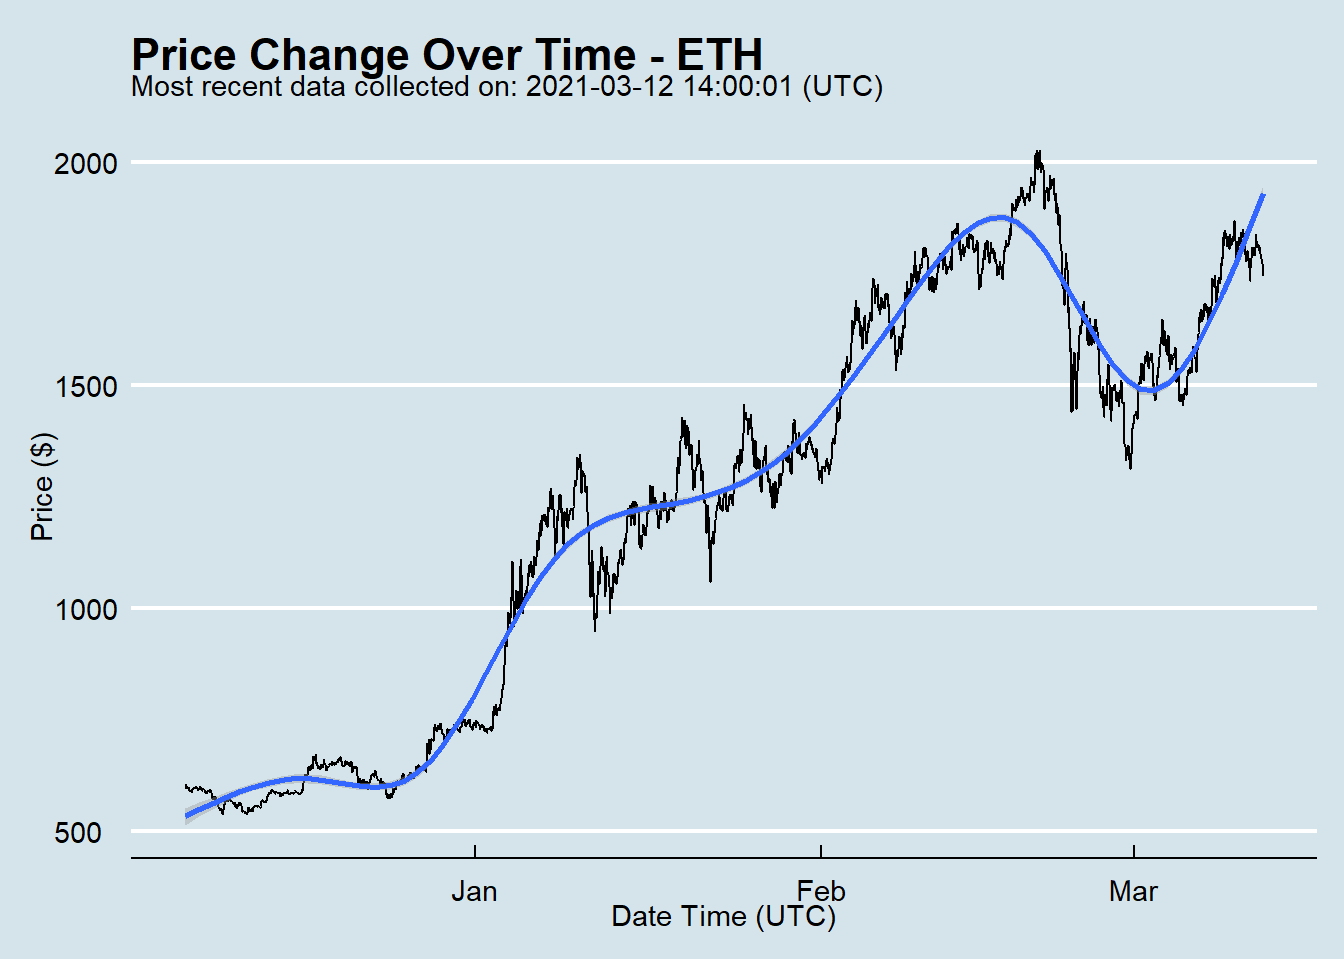 Price Change Over Time - ETH
Most recent data collected on: 2021-03-12 14:00:01 (UTC)
2000
1500
1000
500
Price ($)
Jan Feb Mar
Date Time (UTC)